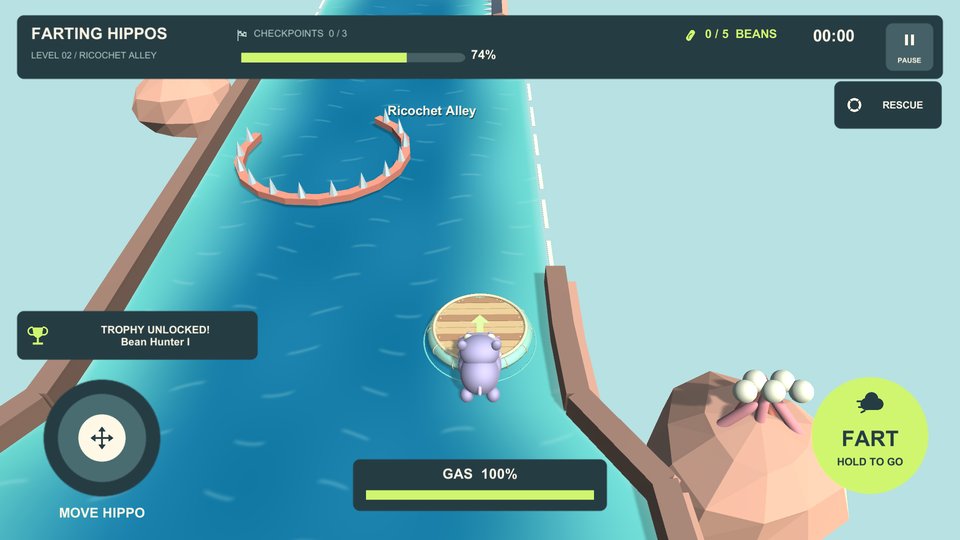 FARTING HIPPOS
LEVEL 02 / RICOCHET ALLEY
CHECKPOINTS 0 / 3
74%
0 / 5 BEANS
00:00
PAUSE
RESCUE
Ricochet Alley
TROPHY UNLOCKED!
Bean Hunter I
MOVE HIPPO
GAS 100%
FART
HOLD TO GO